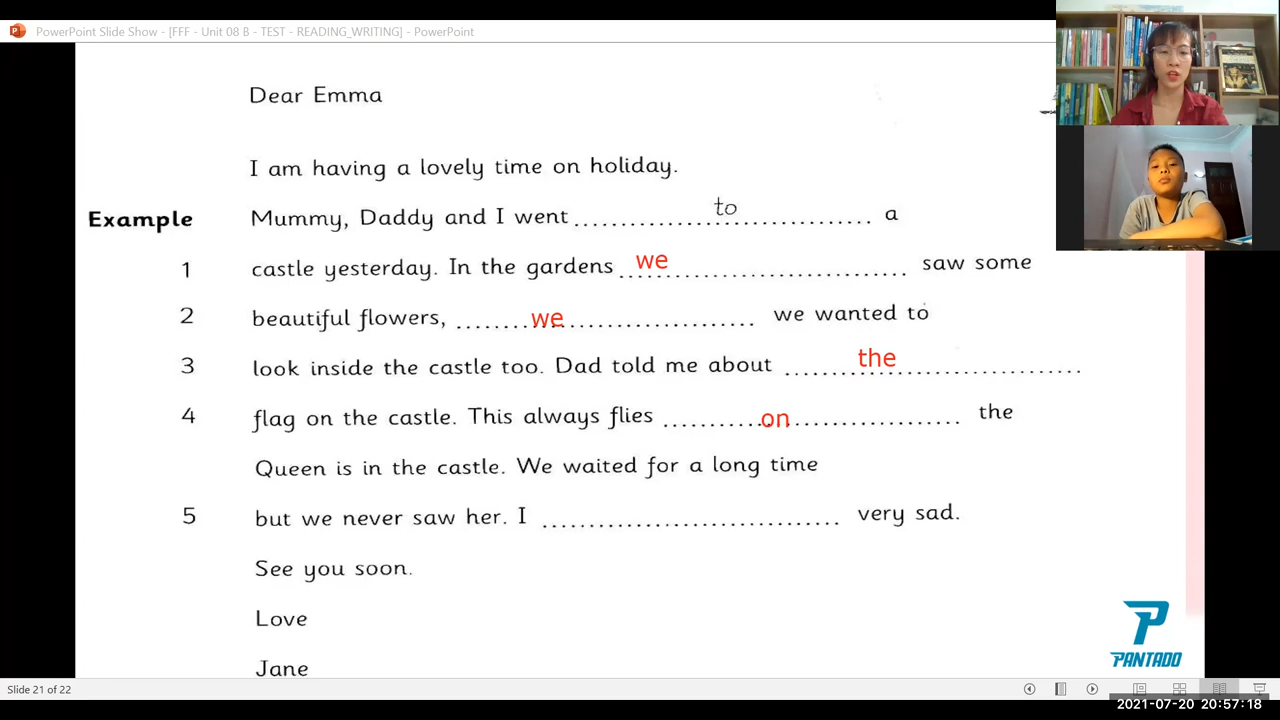 PowerPoint Slide Show - [FFF - Unit 08 B - TEST - READING_WRITING] - PowerPoint
Dear Emma
I am having a lovely time on holiday.
Example Mummy, Daddy and I went to a
1 castle yesterday. In the gardens we saw some
2 beautiful flowers, we we wanted to
3 look inside the castle too. Dad told me about the
4 flag on the castle. This always flies on the
Queen is in the castle. We waited for a long time
5 but we never saw her. I very sad.
See you soon.
Love
Jane
PANTADO
Slide 21 of 22
2021-07-20 20:57:18